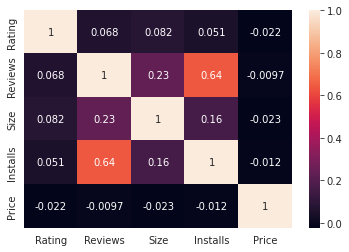 Rating 1 0.068 0.082 0.051 -0.022
Reviews 0.068 1 0.23 0.64 -0.0097
Size 0.082 0.23 1 0.16 -0.023
Installs 0.051 0.64 0.16 1 -0.012
Price -0.022 -0.0097 -0.023 -0.012 1
Rating Reviews Size Installs Price
1.0
0.8
0.6
0.4
0.2
0.0